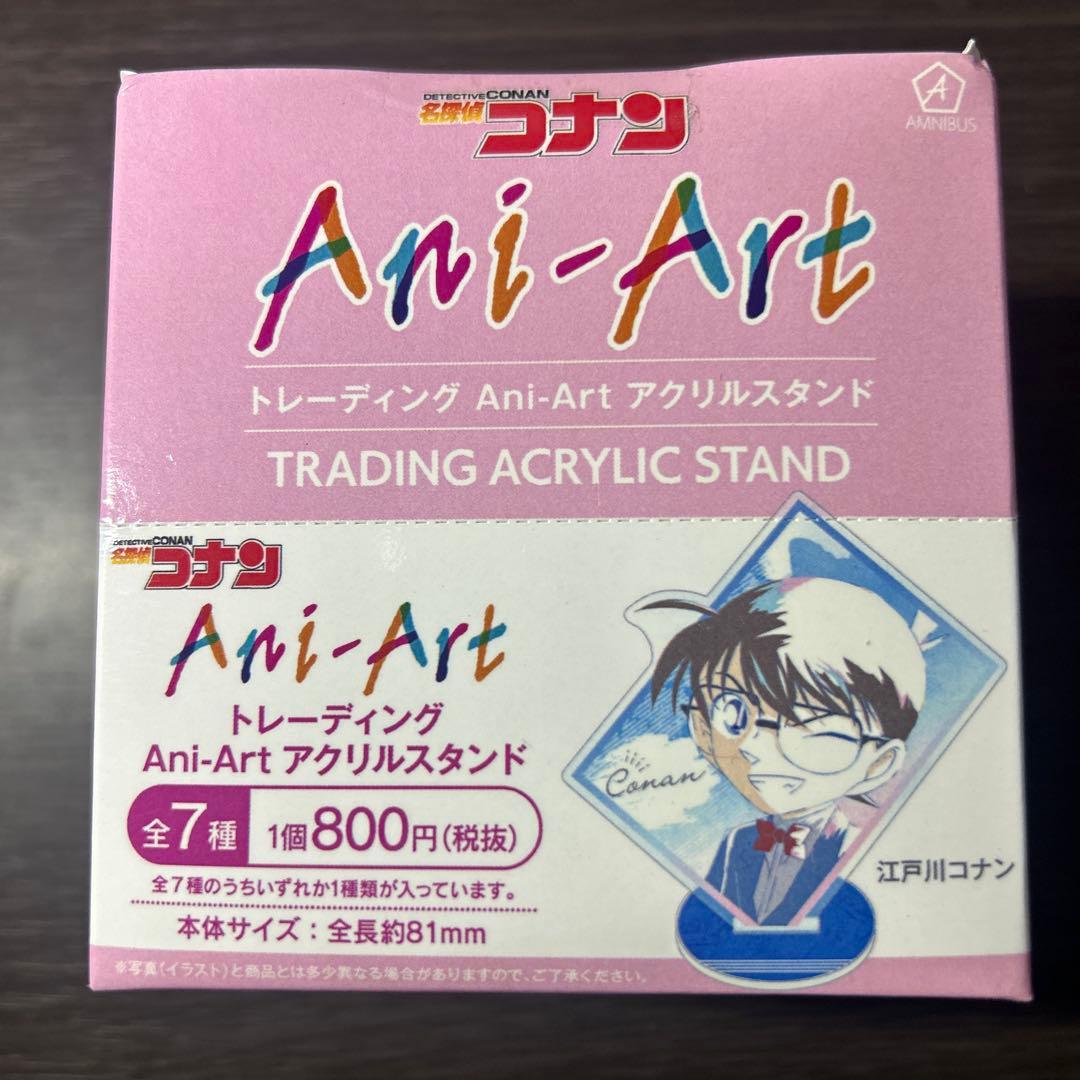 DETECTIVE CONAN
名探偵コナン
AMNIBUS
Ani-Art
トレーディング Ani-Art アクリルスタンド
TRADING ACRYLIC STAND
DETECTIVE CONAN
名探偵コナン
Ani-Art
トレーディング
Ani-Art アクリルスタンド
全7種 1個800円(税抜)
全7種のうちいずれか1種類が入っています。
本体サイズ：全長約81mm
Conan
江戸川コナン
※写真(イラスト)と商品とは多少異なる場合がありますので、ご了承ください。